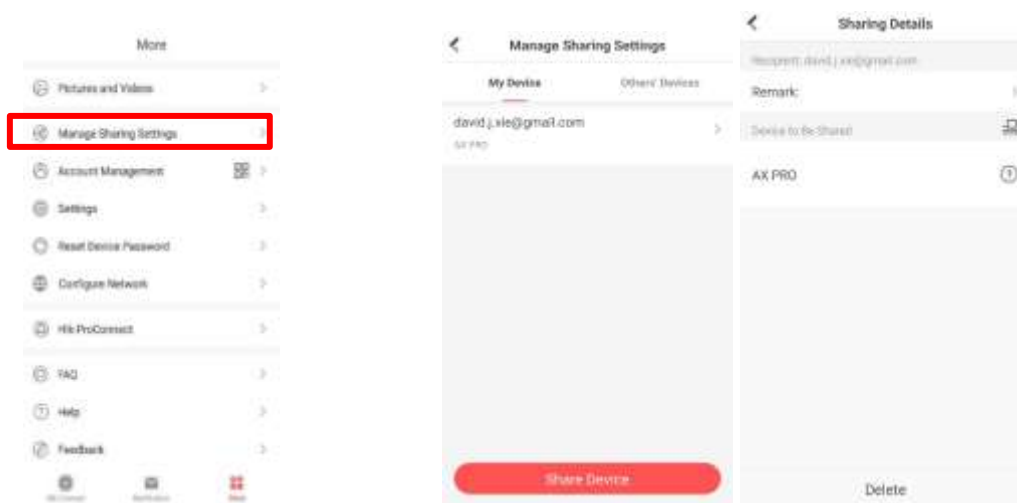 More
Pictures and Videos
Manage Sharing Settings
Account Management
Settings
Reset Device Password
Configure Network
Hik-ProConnect
FAQ
Help
Feedback
Manage Sharing Settings
My Device
Others' Devices
david.j.xie@gmail.com
AX PRO
Share Device
Sharing Details
Recipient: david.j.xie@gmail.com
Remark:
Device to Be Shared
AX PRO
Delete